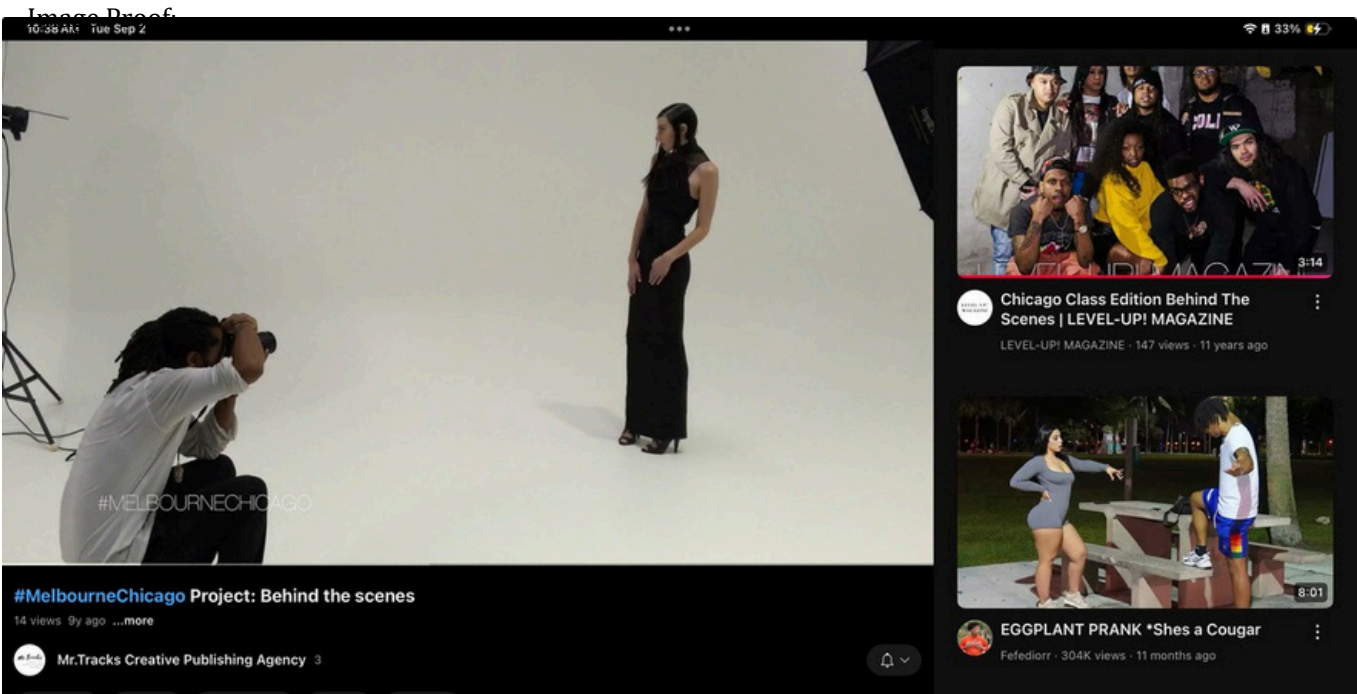 Image Proof:
10:38 AM Tue Sep 2
33%
#MELBOURNECHICAGO
#MelbourneChicago Project: Behind the scenes
14 views 9y ago ...more
Mr.Tracks Creative Publishing Agency 3
LEVEL-UP! MAGAZINE
3:14
Chicago Class Edition Behind The
Scenes | LEVEL-UP! MAGAZINE
LEVEL-UP! MAGAZINE · 147 views · 11 years ago
8:01
EGGPLANT PRANK *Shes a Cougar
Fefediorr · 304K views · 11 months ago